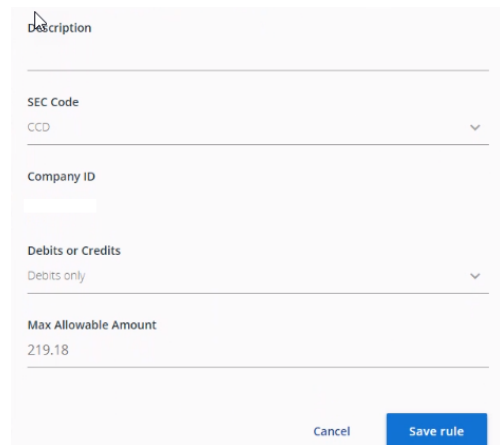 Description
SEC Code
CCD
Company ID
Debits or Credits
Debits only
Max Allowable Amount
219.18
Cancel
Save rule